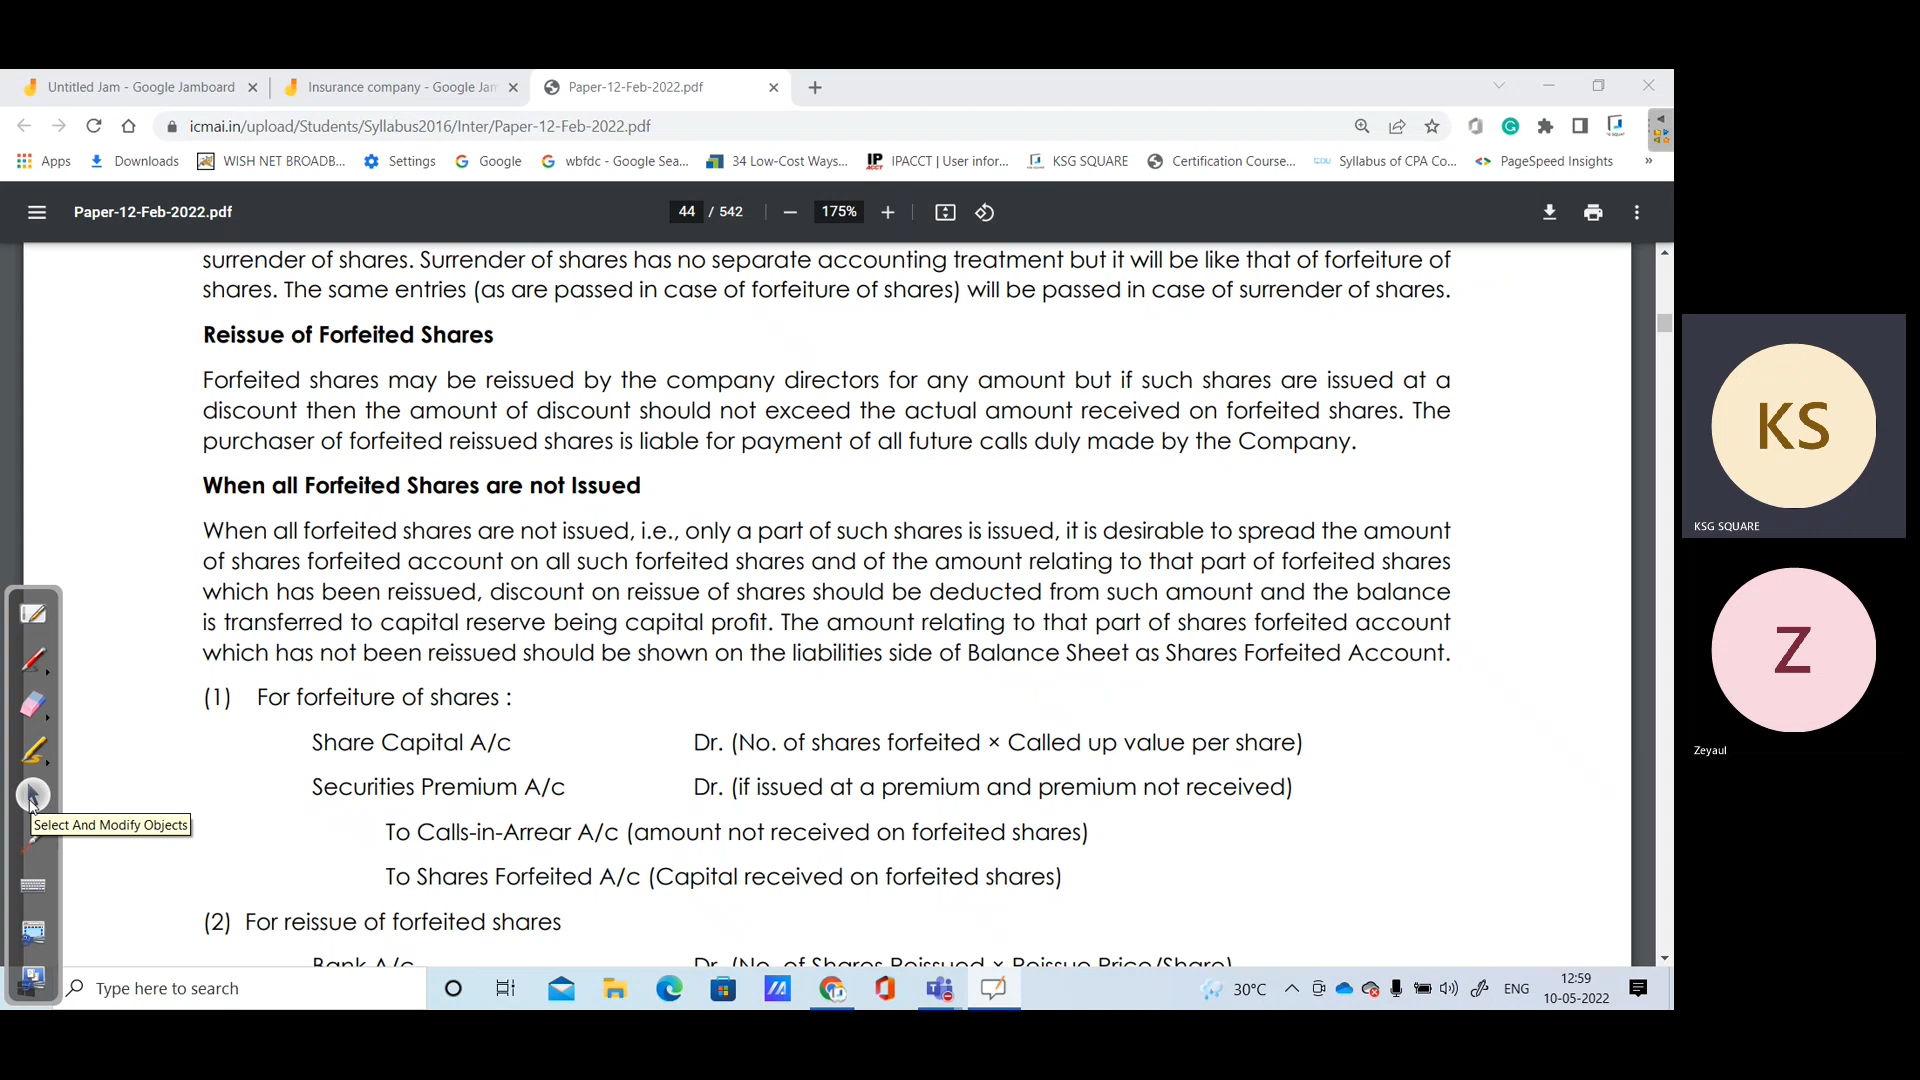 Untitled Jam - Google Jamboard
Insurance company - Google Jam
Paper-12-Feb-2022.pdf
icmai.in/upload/Students/Syllabus2016/Inter/Paper-12-Feb-2022.pdf
Apps Downloads WISH NET BROADB... Settings Google wbfdc - Google Sea... 34 Low-Cost Ways... IPACCT | User infor... KSG SQUARE Certification Course... Syllabus of CPA Co... PageSpeed Insights »
Paper-12-Feb-2022.pdf 44 / 542 175%
surrender of shares. Surrender of shares has no separate accounting treatment but it will be like that of forfeiture of
shares. The same entries (as are passed in case of forfeiture of shares) will be passed in case of surrender of shares.
Reissue of Forfeited Shares
Forfeited shares may be reissued by the company directors for any amount but if such shares are issued at a
discount then the amount of discount should not exceed the actual amount received on forfeited shares. The
purchaser of forfeited reissued shares is liable for payment of all future calls duly made by the Company.
When all Forfeited Shares are not Issued
When all forfeited shares are not issued, i.e., only a part of such shares is issued, it is desirable to spread the amount
of shares forfeited account on all such forfeited shares and of the amount relating to that part of forfeited shares
which has been reissued, discount on reissue of shares should be deducted from such amount and the balance
is transferred to capital reserve being capital profit. The amount relating to that part of shares forfeited account
which has not been reissued should be shown on the liabilities side of Balance Sheet as Shares Forfeited Account.
(1) For forfeiture of shares :
Share Capital A/c Dr. (No. of shares forfeited × Called up value per share)
Securities Premium A/c Dr. (if issued at a premium and premium not received)
To Calls-in-Arrear A/c (amount not received on forfeited shares)
To Shares Forfeited A/c (Capital received on forfeited shares)
(2) For reissue of forfeited shares
Bank A/c Dr. (No. of Shares Reissued × Reissue Price/Share)
Select And Modify Objects
Type here to search
30°C
ENG
12:59
10-05-2022
KS
KSG SQUARE
Z
Zeyaul